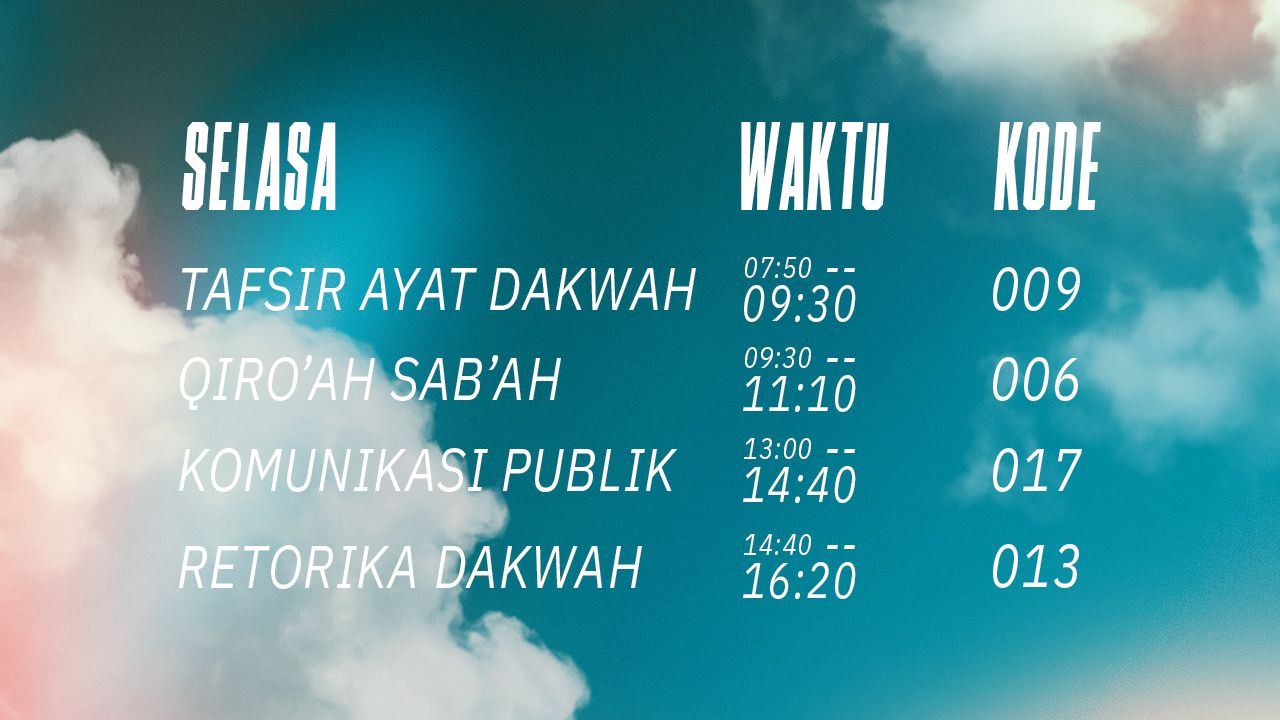 SELASA WAKTU KODE
TAFSIR AYAT DAKWAH 07:50 -- 09:30 009
QIRO’AH SAB’AH 09:30 -- 11:10 006
KOMUNIKASI PUBLIK 13:00 -- 14:40 017
RETORIKA DAKWAH 14:40 -- 16:20 013